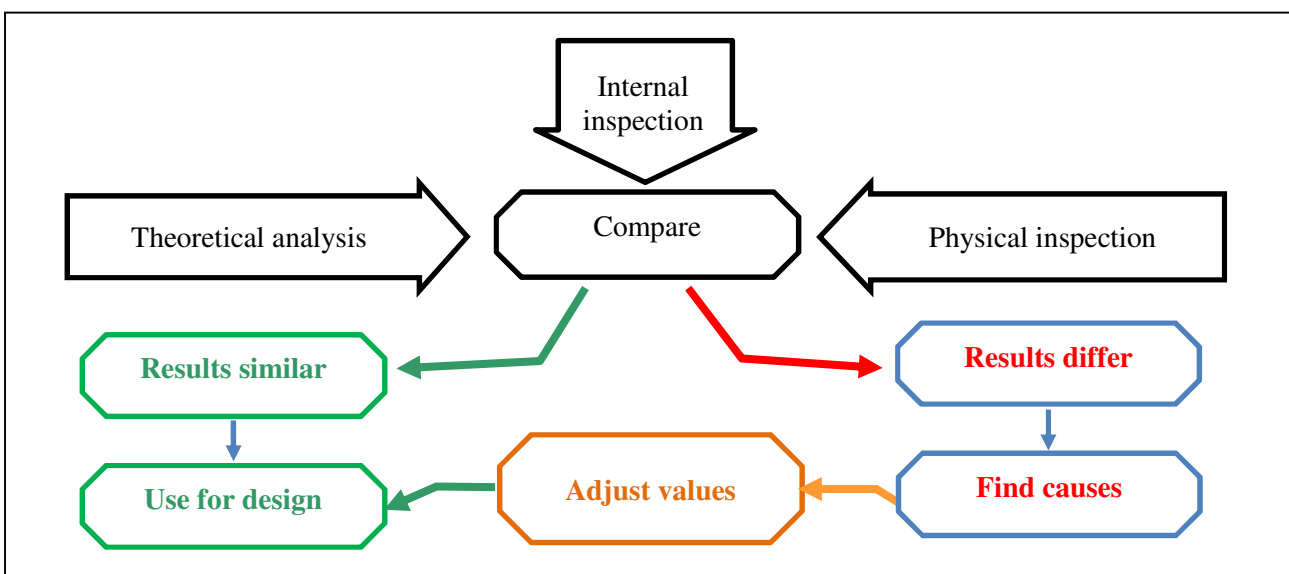 Internal
inspection
Theoretical analysis
Compare
Physical inspection
Results similar
Results differ
Use for design
Adjust values
Find causes